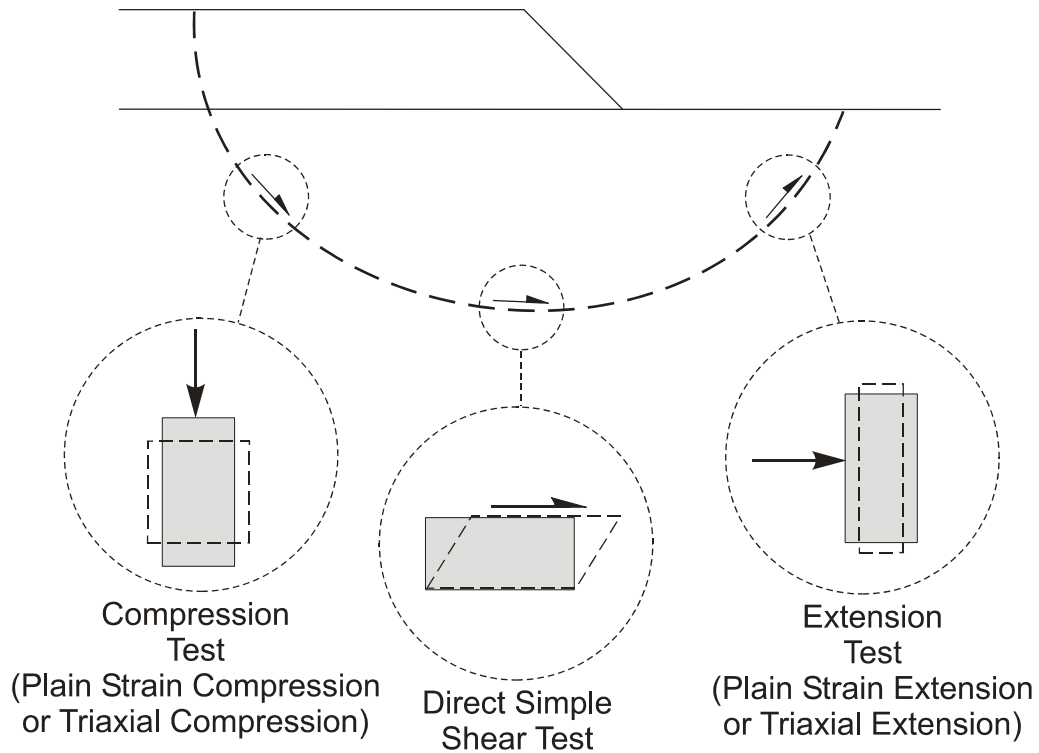 Compression
Test
(Plain Strain Compression
or Triaxial Compression)
Direct Simple
Shear Test
Extension
Test
(Plain Strain Extension
or Triaxial Extension)